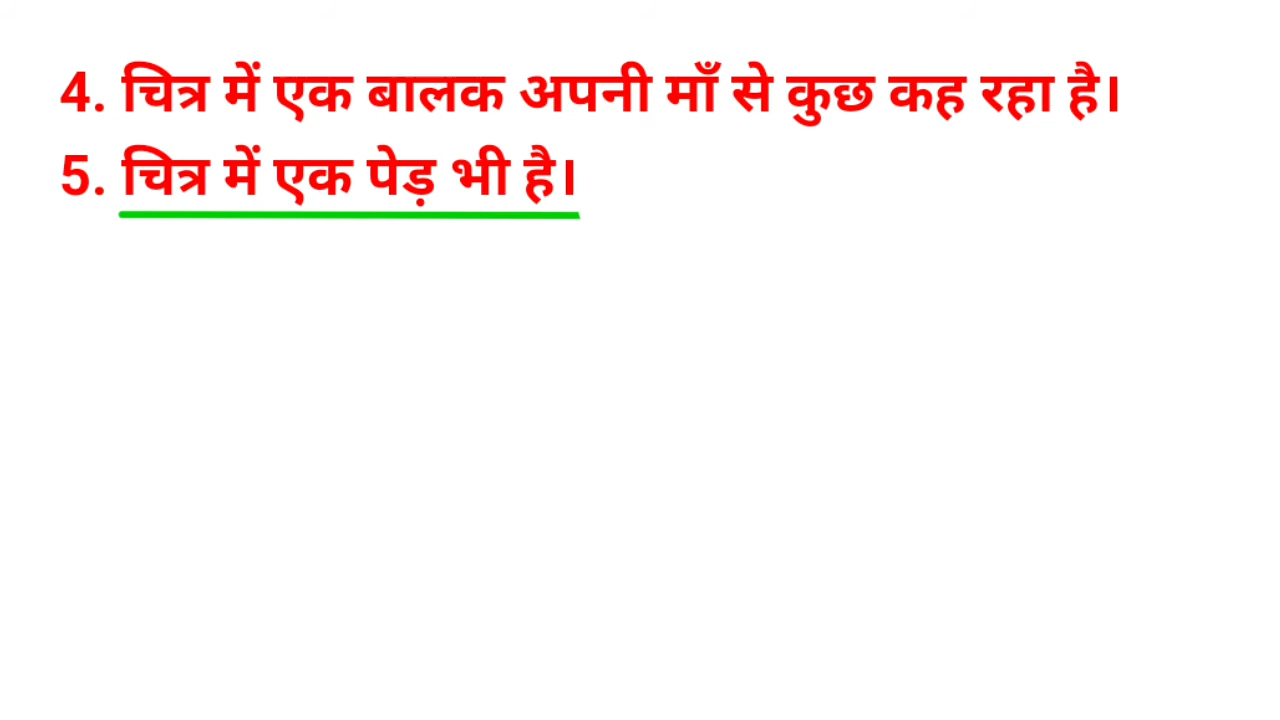 4. चित्र में एक बालक अपनी माँ से कुछ कह रहा है।
5. चित्र में एक पेड़ भी है।